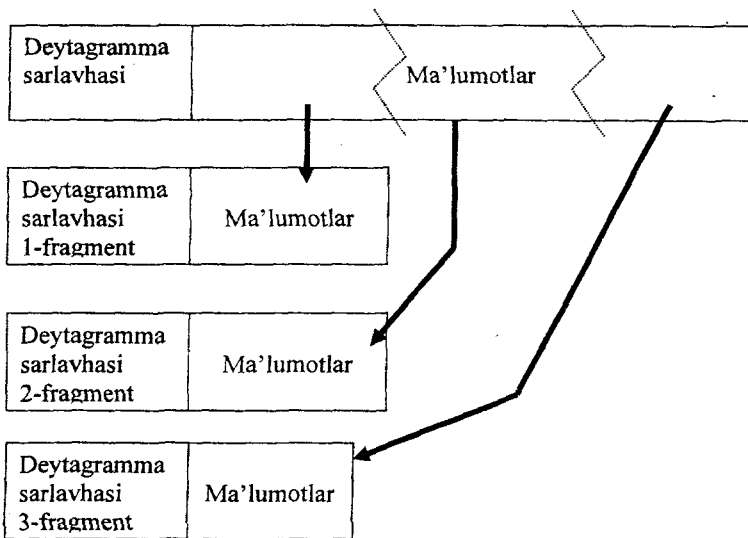 Deytagramma
sarlavhasi
Ma’lumotlar
Deytagramma
sarlavhasi
1-fragment
Ma’lumotlar
Deytagramma
sarlavhasi
2-fragment
Ma’lumotlar
Deytagramma
sarlavhasi
3-fragment
Ma’lumotlar